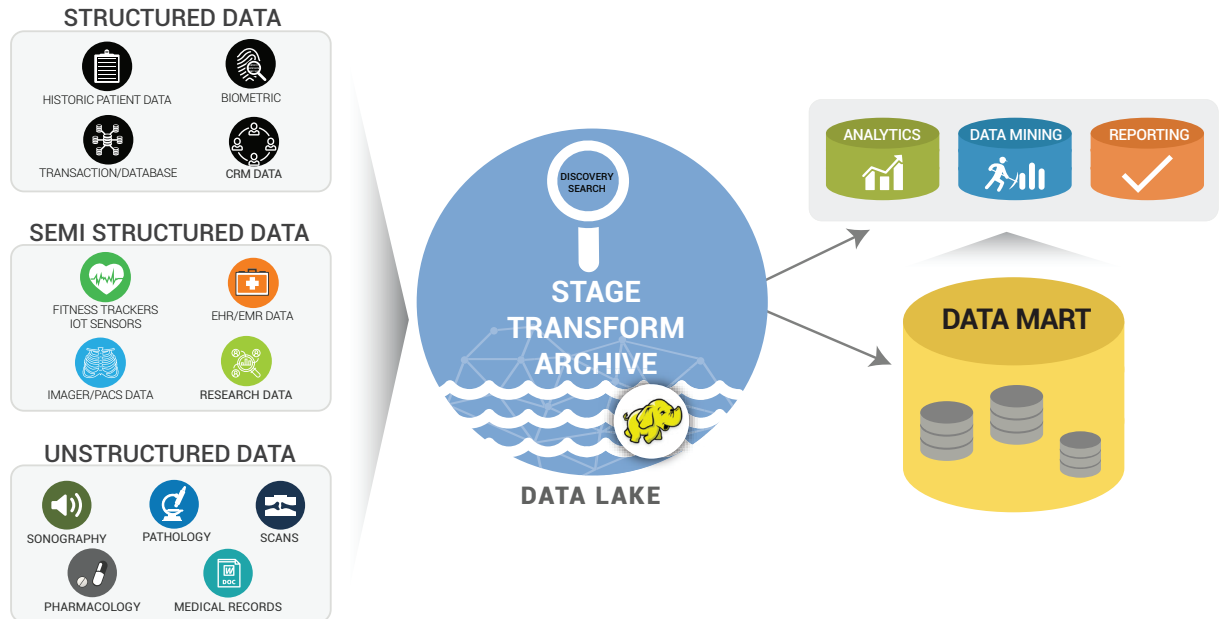 STRUCTURED DATA
HISTORIC PATIENT DATA
BIOMETRIC
TRANSACTION/DATABASE
CRM DATA
SEMI STRUCTURED DATA
FITNESS TRACKERS
IOT SENSORS
EHR/EMR DATA
IMAGER/PACS DATA
RESEARCH DATA
UNSTRUCTURED DATA
SONOGRAPHY
PATHOLOGY
SCANS
PHARMACOLOGY
W
DOC
MEDICAL RECORDS
DISCOVERY
SEARCH
STAGE
TRANSFORM
ARCHIVE
DATA LAKE
ANALYTICS
DATA MINING
REPORTING
DATA MART